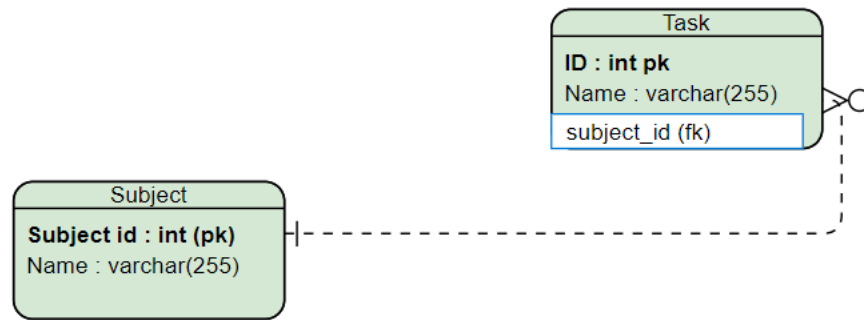 Task
ID : int pk
Name : varchar(255)
subject_id (fk)
Subject
Subject id : int (pk)
Name : varchar(255)